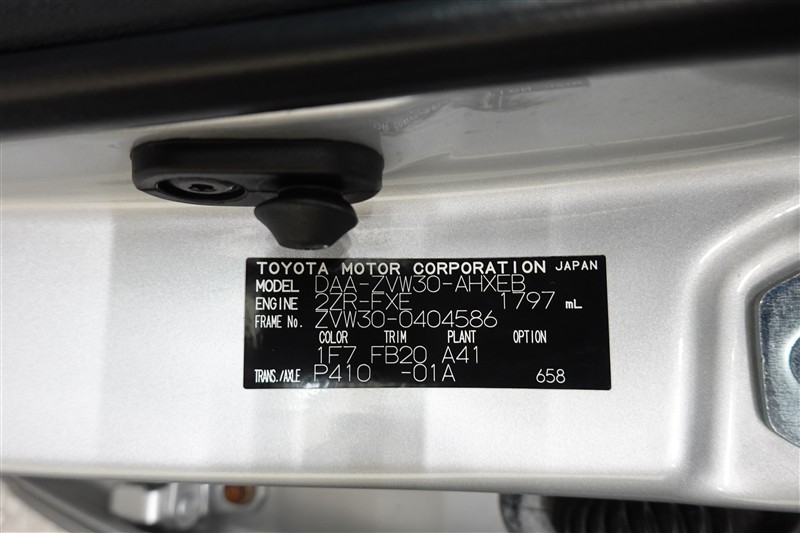 TOYOTA MOTOR CORPORATION JAPAN
MODEL DAA-ZVW30-AHXEB
ENGINE 2ZR-FXE 1797 mL
FRAME No. ZVW30-0404586
COLOR TRIM PLANT OPTION
1F7 FB20 A41
TRANS./AXLE P410 -01A 658